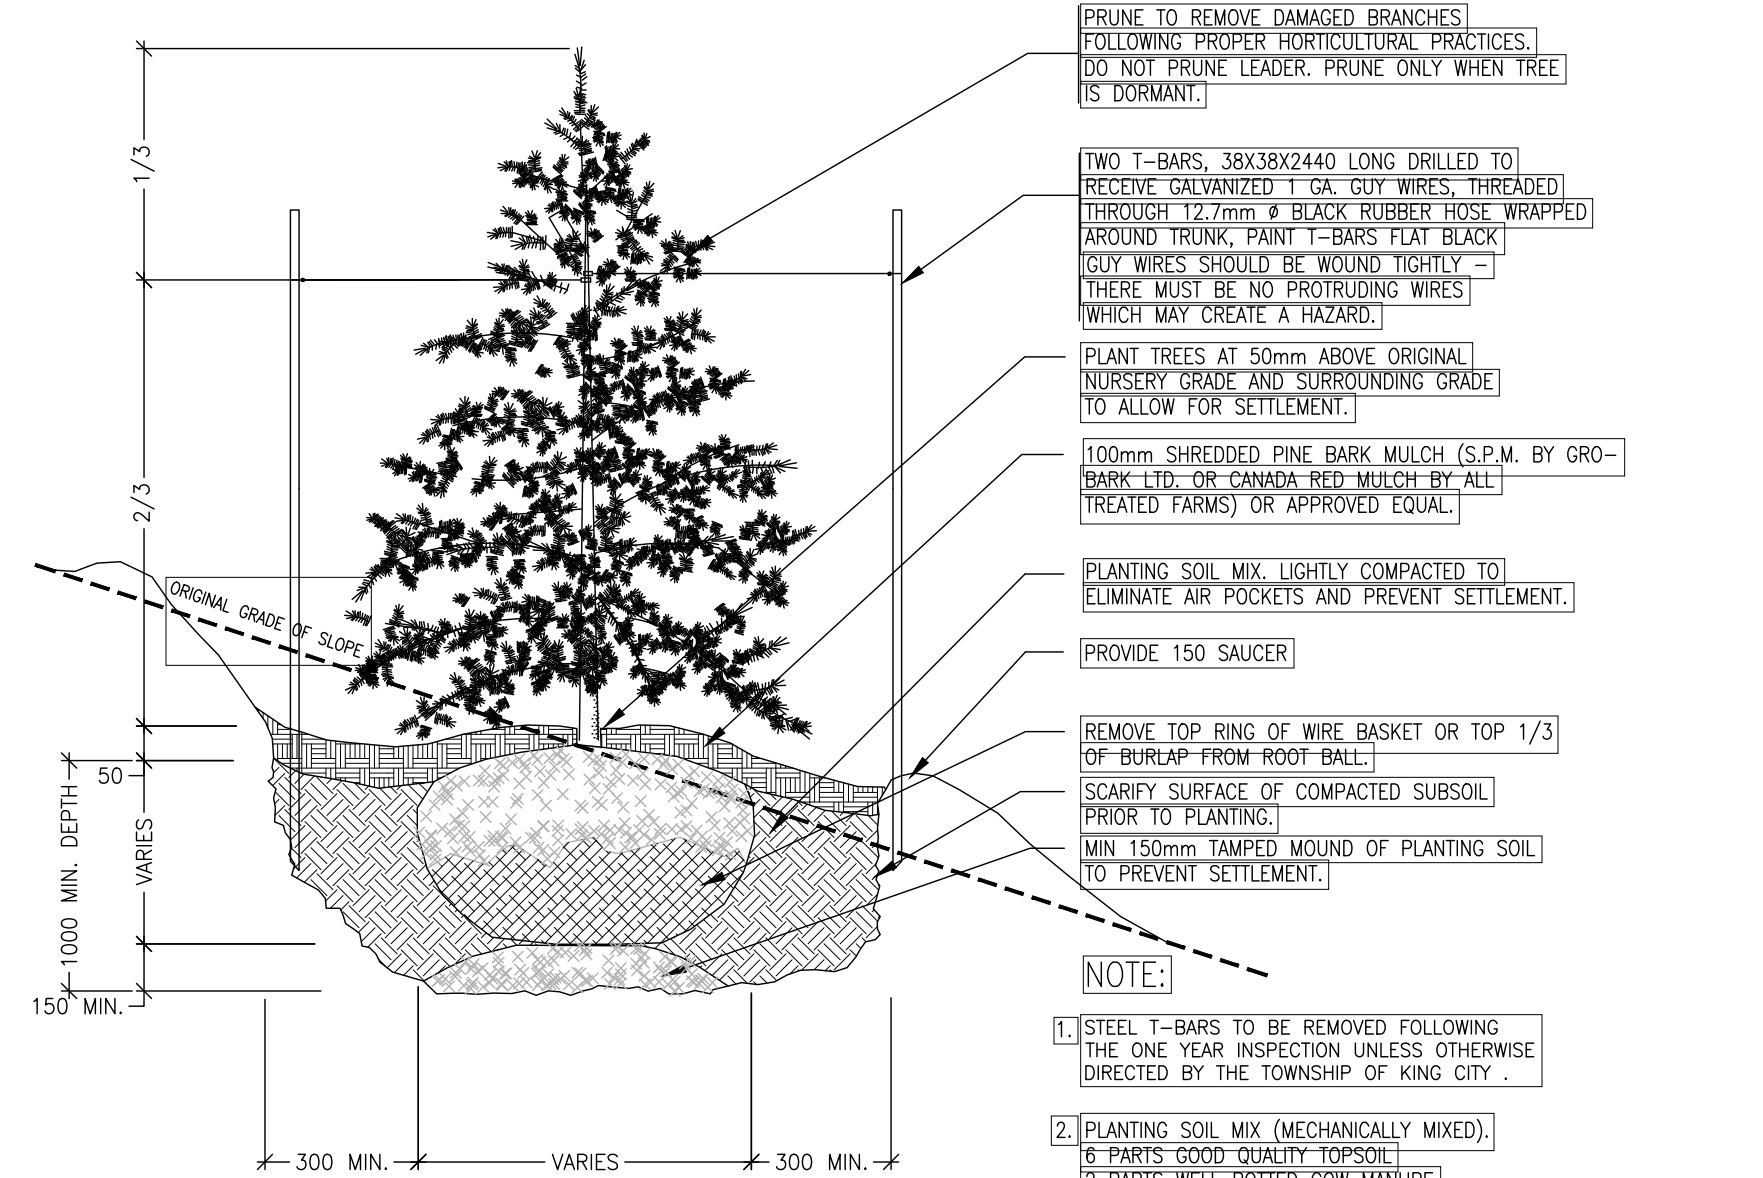 PRUNE TO REMOVE DAMAGED BRANCHES
FOLLOWING PROPER HORTICULTURAL PRACTICES.
DO NOT PRUNE LEADER. PRUNE ONLY WHEN TREE
IS DORMANT.
TWO T-BARS, 38X38X2440 LONG DRILLED TO
RECEIVE GALVANIZED 1 GA. GUY WIRES, THREADED
THROUGH 12.7mm Ø BLACK RUBBER HOSE WRAPPED
AROUND TRUNK, PAINT T-BARS FLAT BLACK
GUY WIRES SHOULD BE WOUND TIGHTLY -
THERE MUST BE NO PROTRUDING WIRES
WHICH MAY CREATE A HAZARD.
PLANT TREES AT 50mm ABOVE ORIGINAL
NURSERY GRADE AND SURROUNDING GRADE
TO ALLOW FOR SETTLEMENT.
100mm SHREDDED PINE BARK MULCH (S.P.M. BY GRO-
BARK LTD. OR CANADA RED MULCH BY ALL
TREATED FARMS) OR APPROVED EQUAL.
PLANTING SOIL MIX. LIGHTLY COMPACTED TO
ELIMINATE AIR POCKETS AND PREVENT SETTLEMENT.
PROVIDE 150 SAUCER
REMOVE TOP RING OF WIRE BASKET OR TOP 1/3
OF BURLAP FROM ROOT BALL.
SCARIFY SURFACE OF COMPACTED SUBSOIL
PRIOR TO PLANTING.
MIN 150mm TAMPED MOUND OF PLANTING SOIL
TO PREVENT SETTLEMENT.
NOTE:
1. STEEL T-BARS TO BE REMOVED FOLLOWING
THE ONE YEAR INSPECTION UNLESS OTHERWISE
DIRECTED BY THE TOWNSHIP OF KING CITY .
2. PLANTING SOIL MIX (MECHANICALLY MIXED).
6 PARTS GOOD QUALITY TOPSOIL
PARTS WELL ROTTED COW MANURE
1/3
2/3
ORIGINAL GRADE OF SLOPE
50
VARIES
1000 MIN. DEPTH
150 MIN.
300 MIN.
VARIES
300 MIN.